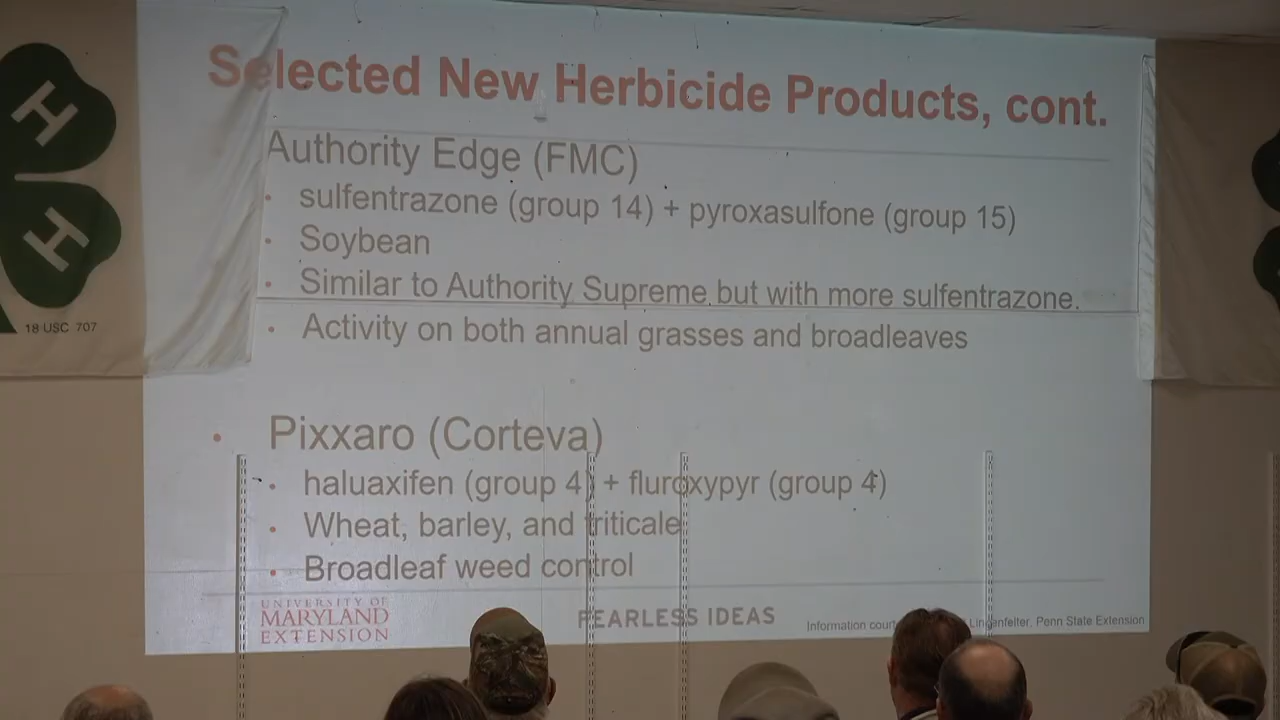 Selected New Herbicide Products, cont.
H
H
Authority Edge (FMC)
• sulfentrazone (group 14) + pyroxasulfone (group 15)
• Soybean
• Similar to Authority Supreme but with more sulfentrazone.
• Activity on both annual grasses and broadleaves
18 USC 707
• Pixxaro (Corteva)
• haluaxifen (group 4) + fluroxypyr (group 4)
• Wheat, barley, and triticale
• Broadleaf weed control
UNIVERSITY OF
MARYLAND
EXTENSION
FEARLESS IDEAS
Information Lingenfelter, Penn State Extension